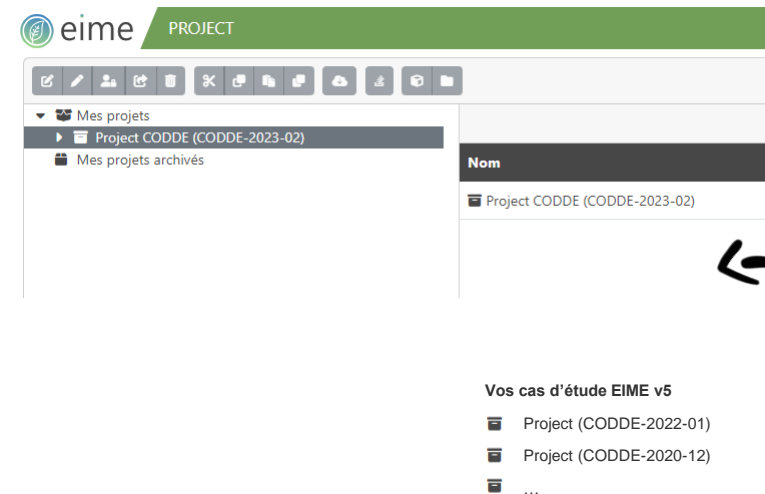 eime PROJECT
Mes projets
Project CODDE (CODDE-2023-02)
Mes projets archivés
Nom
Project CODDE (CODDE-2023-02)
Vos cas d’étude EIME v5
Project (CODDE-2022-01)
Project (CODDE-2020-12)
…